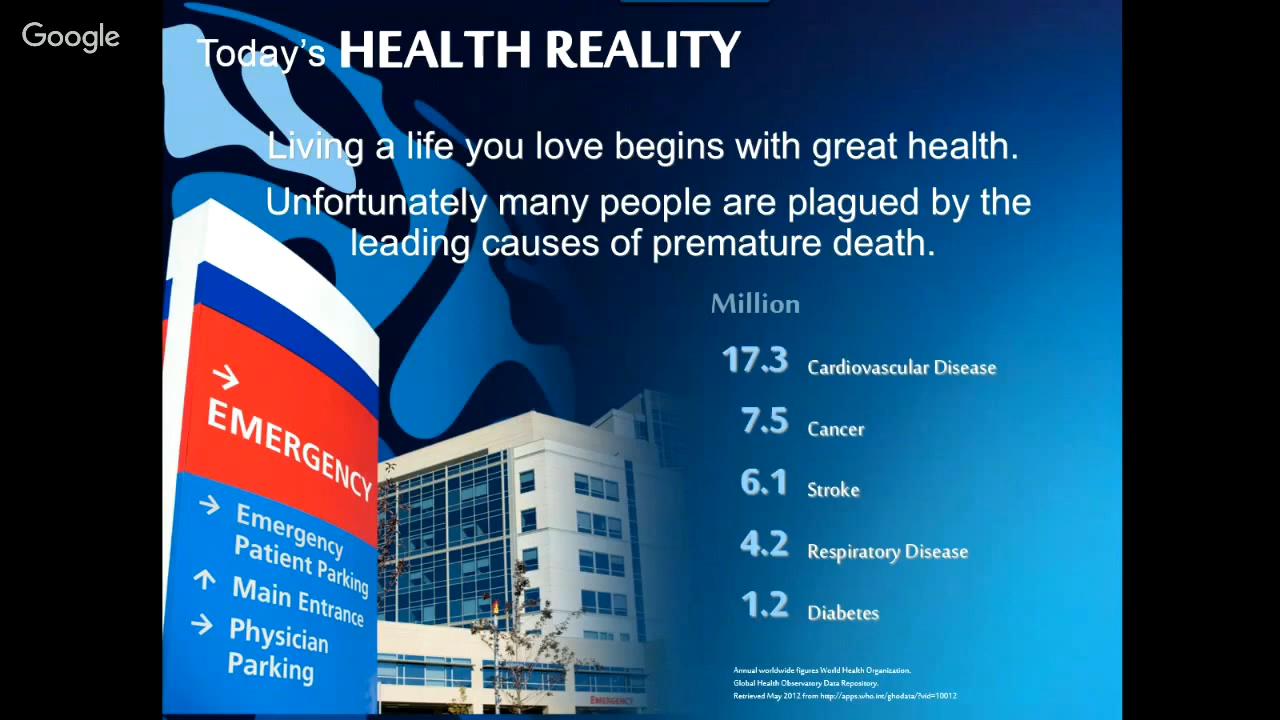 Google
Today's HEALTH REALITY
Living a life you love begins with great health.
Unfortunately many people are plagued by the
leading causes of premature death.
Million
17.3 Cardiovascular Disease
7.5 Cancer
6.1 Stroke
4.2 Respiratory Disease
1.2 Diabetes
EMERGENCY
Emergency
Patient Parking
Main Entrance
Physician
Parking
EMERGENCY
Annual worldwide figures World Health Organization.
Global Health Observatory Data Repository.
Retrieved May 2012 from http://apps.who.int/ghodata/?vid=10012